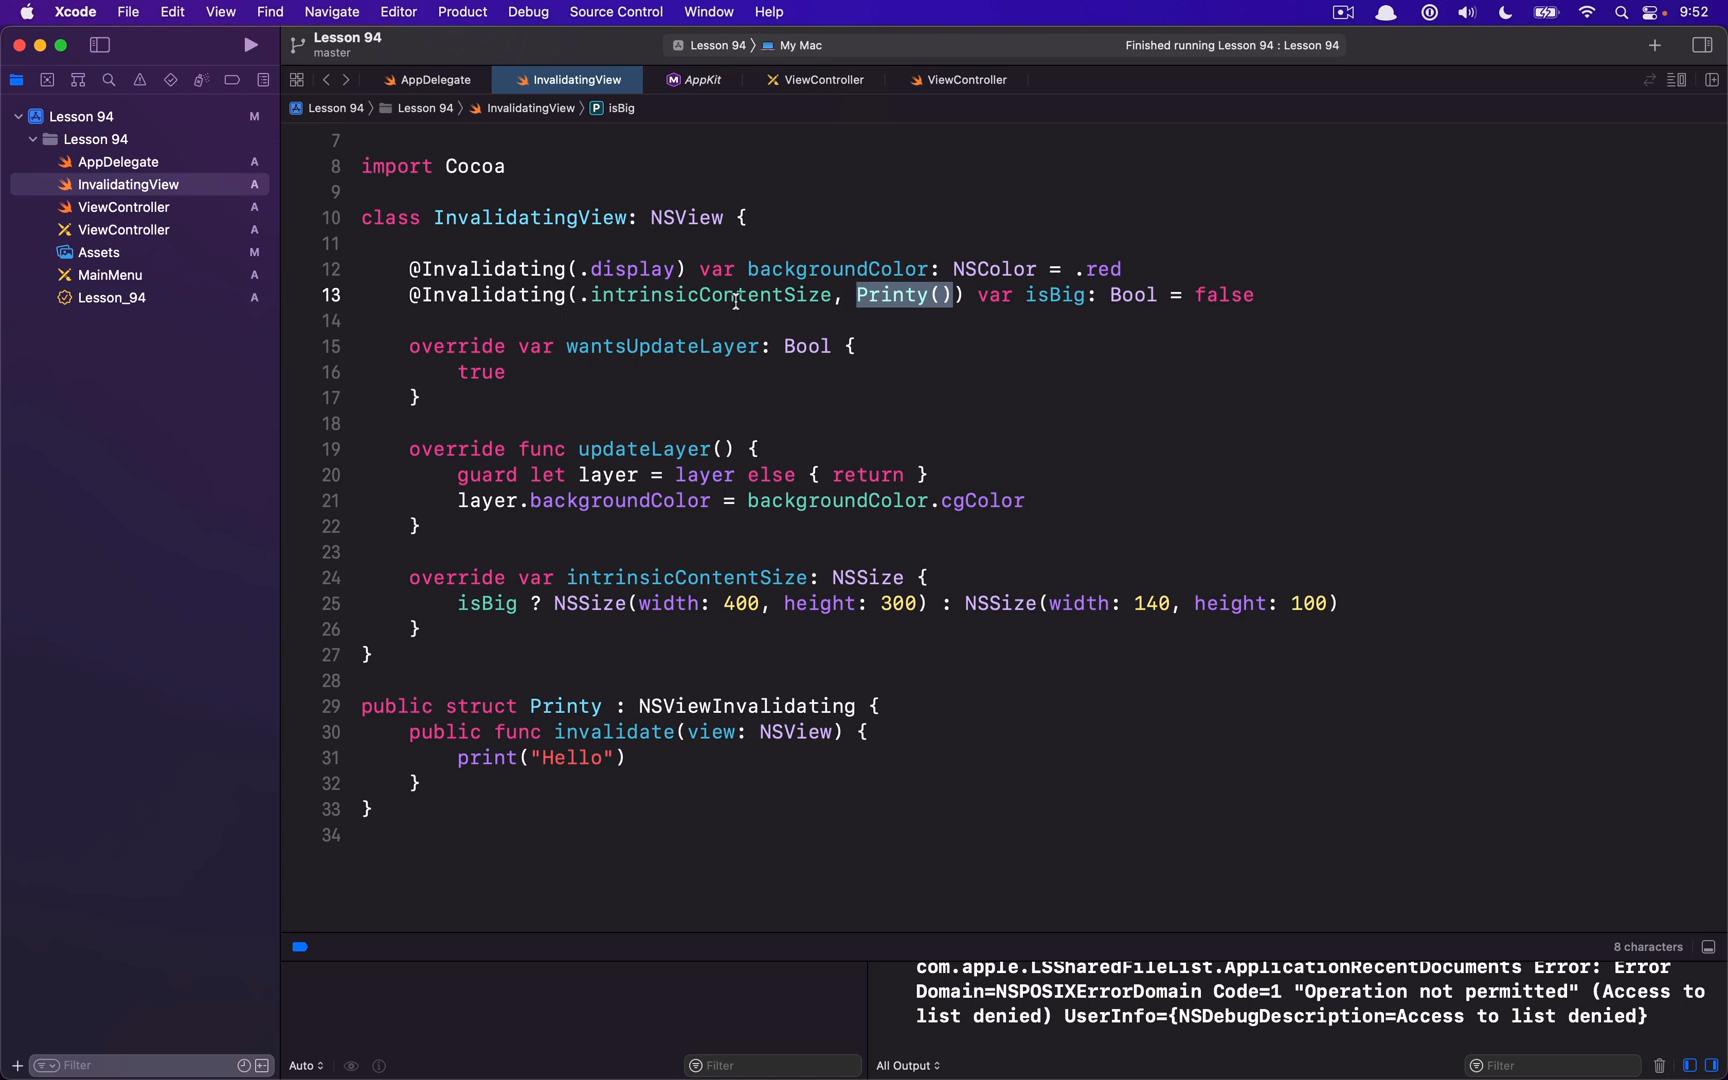 Xcode File Edit View Find Navigate Editor Product Debug Source Control Window Help 9:52
Lesson 94
master
Lesson 94 〉 My Mac
Finished running Lesson 94 : Lesson 94
AppDelegate InvalidatingView AppKit ViewController ViewController
Lesson 94 〉 Lesson 94 〉 InvalidatingView 〉 P isBig
Lesson 94 M
Lesson 94
AppDelegate A
InvalidatingView A
ViewController A
ViewController A
Assets M
MainMenu A
Lesson_94 A
7
8 import Cocoa
9
10 class InvalidatingView: NSView {
11
12 @Invalidating(.display) var backgroundColor: NSColor = .red
13 @Invalidating(.intrinsicContentSize, Printy()) var isBig: Bool = false
14
15 override var wantsUpdateLayer: Bool {
16 true
17 }
18
19 override func updateLayer() {
20 guard let layer = layer else { return }
21 layer.backgroundColor = backgroundColor.cgColor
22 }
23
24 override var intrinsicContentSize: NSSize {
25 isBig ? NSSize(width: 400, height: 300) : NSSize(width: 140, height: 100)
26 }
27 }
28
29 public struct Printy : NSViewInvalidating {
30 public func invalidate(view: NSView) {
31 print("Hello")
32 }
33 }
34
8 characters
com.apple.LSSharedFileList.ApplicationRecentDocuments Error: Error
Domain=NSPOSIXErrorDomain Code=1 "Operation not permitted" (Access to
list denied) UserInfo={NSDebugDescription=Access to list denied}
Filter
Auto
Filter
All Output
Filter